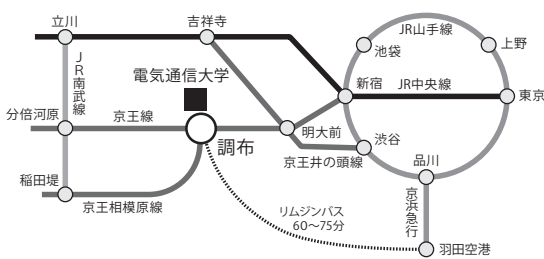 立川
吉祥寺
JR山手線
池袋
上野
JR南武線
電気通信大学
新宿
JR中央線
東京
分倍河原
京王線
調布
明大前
渋谷
京王井の頭線
品川
稲田堤
京王相模原線
リムジンバス
60〜75分
京浜急行
羽田空港